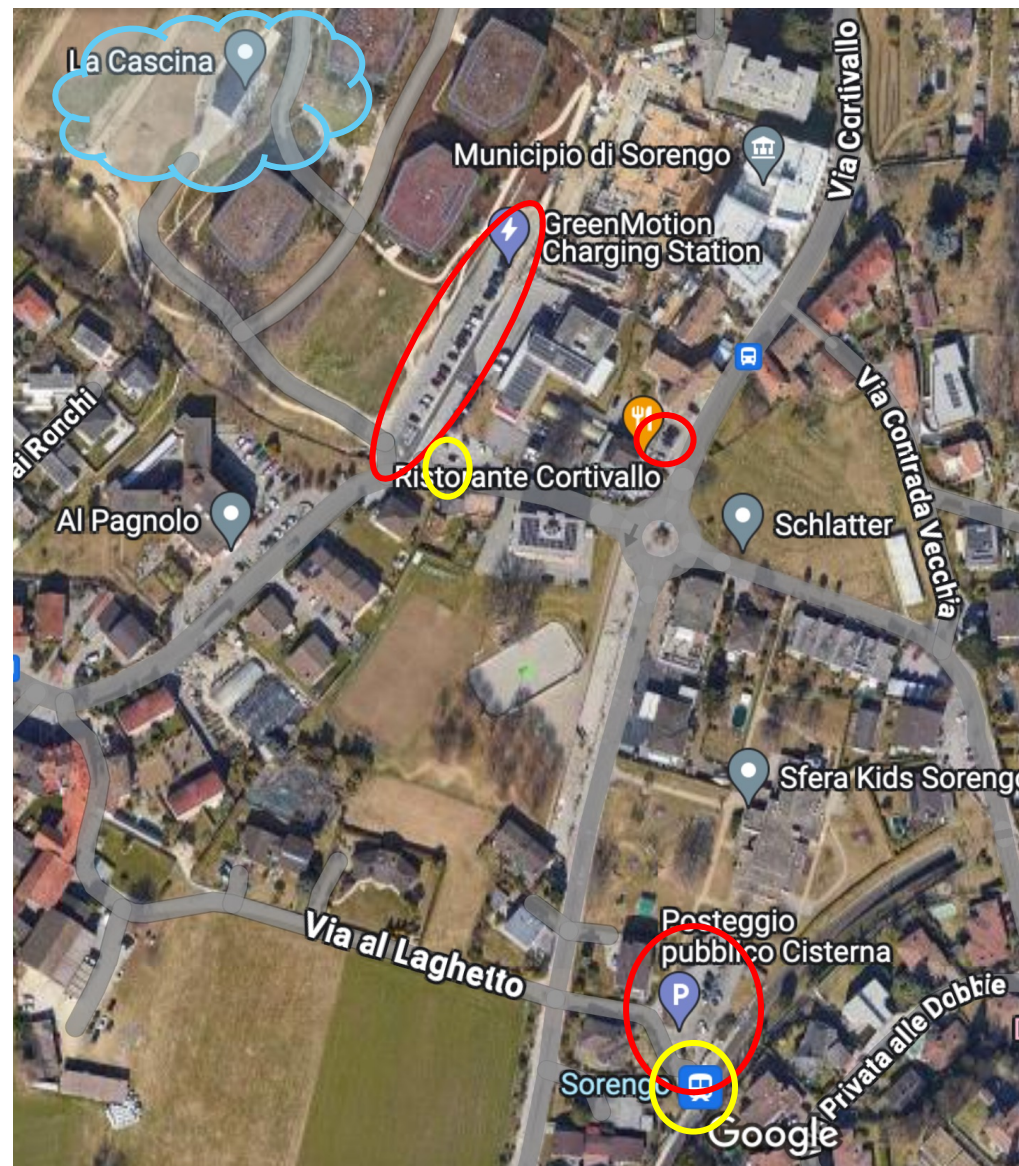 La Cascina
Via Cortivallo
Municipio di Sorengo
GreenMotion
Charging Station
ai Ronchi
Via Contrada Vecchia
Ristorante Cortivallo
Al Pagnolo
Schlatter
Sfera Kids Sorengo
Posteggio
pubblico Cisterna
P
Via al Laghetto
Privata alle Dobbie
Sorengo
Google